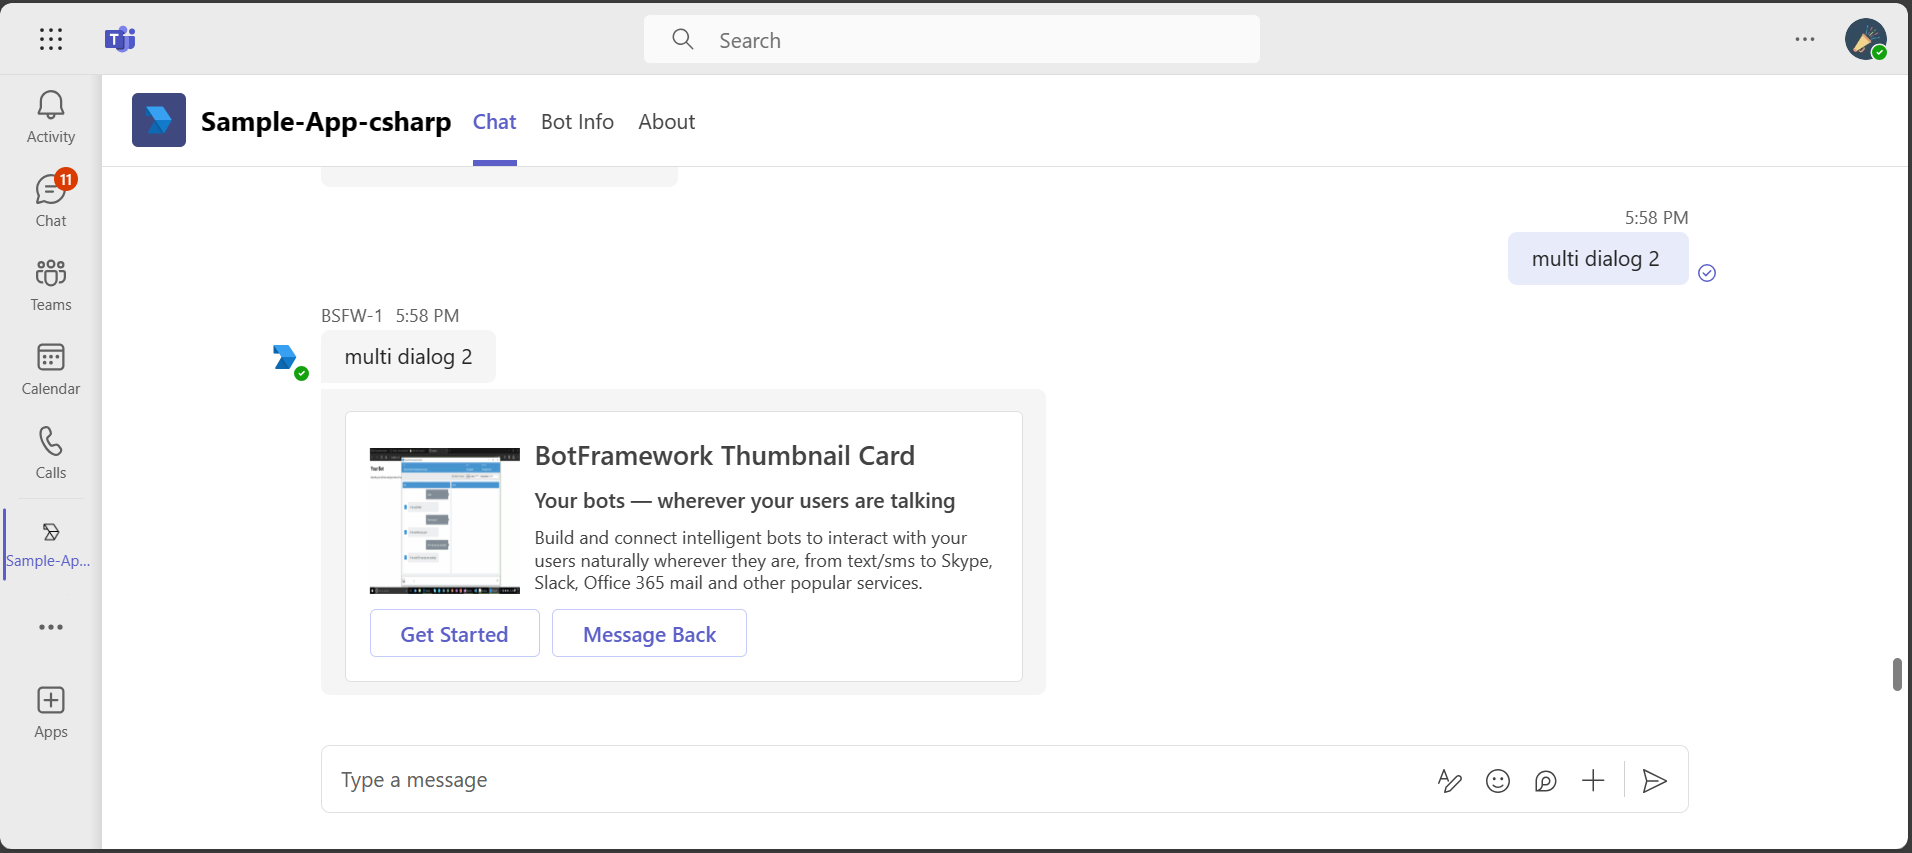 Search
Sample-App-csharp
Chat
Bot Info
About
Activity
11
Chat
Teams
Calendar
Calls
Sample-Ap...
Apps
5:58 PM
multi dialog 2
BSFW-1 5:58 PM
multi dialog 2
BotFramework Thumbnail Card
Your bots — wherever your users are talking
Build and connect intelligent bots to interact with your
users naturally wherever they are, from text/sms to Skype,
Slack, Office 365 mail and other popular services.
Get Started
Message Back
Type a message